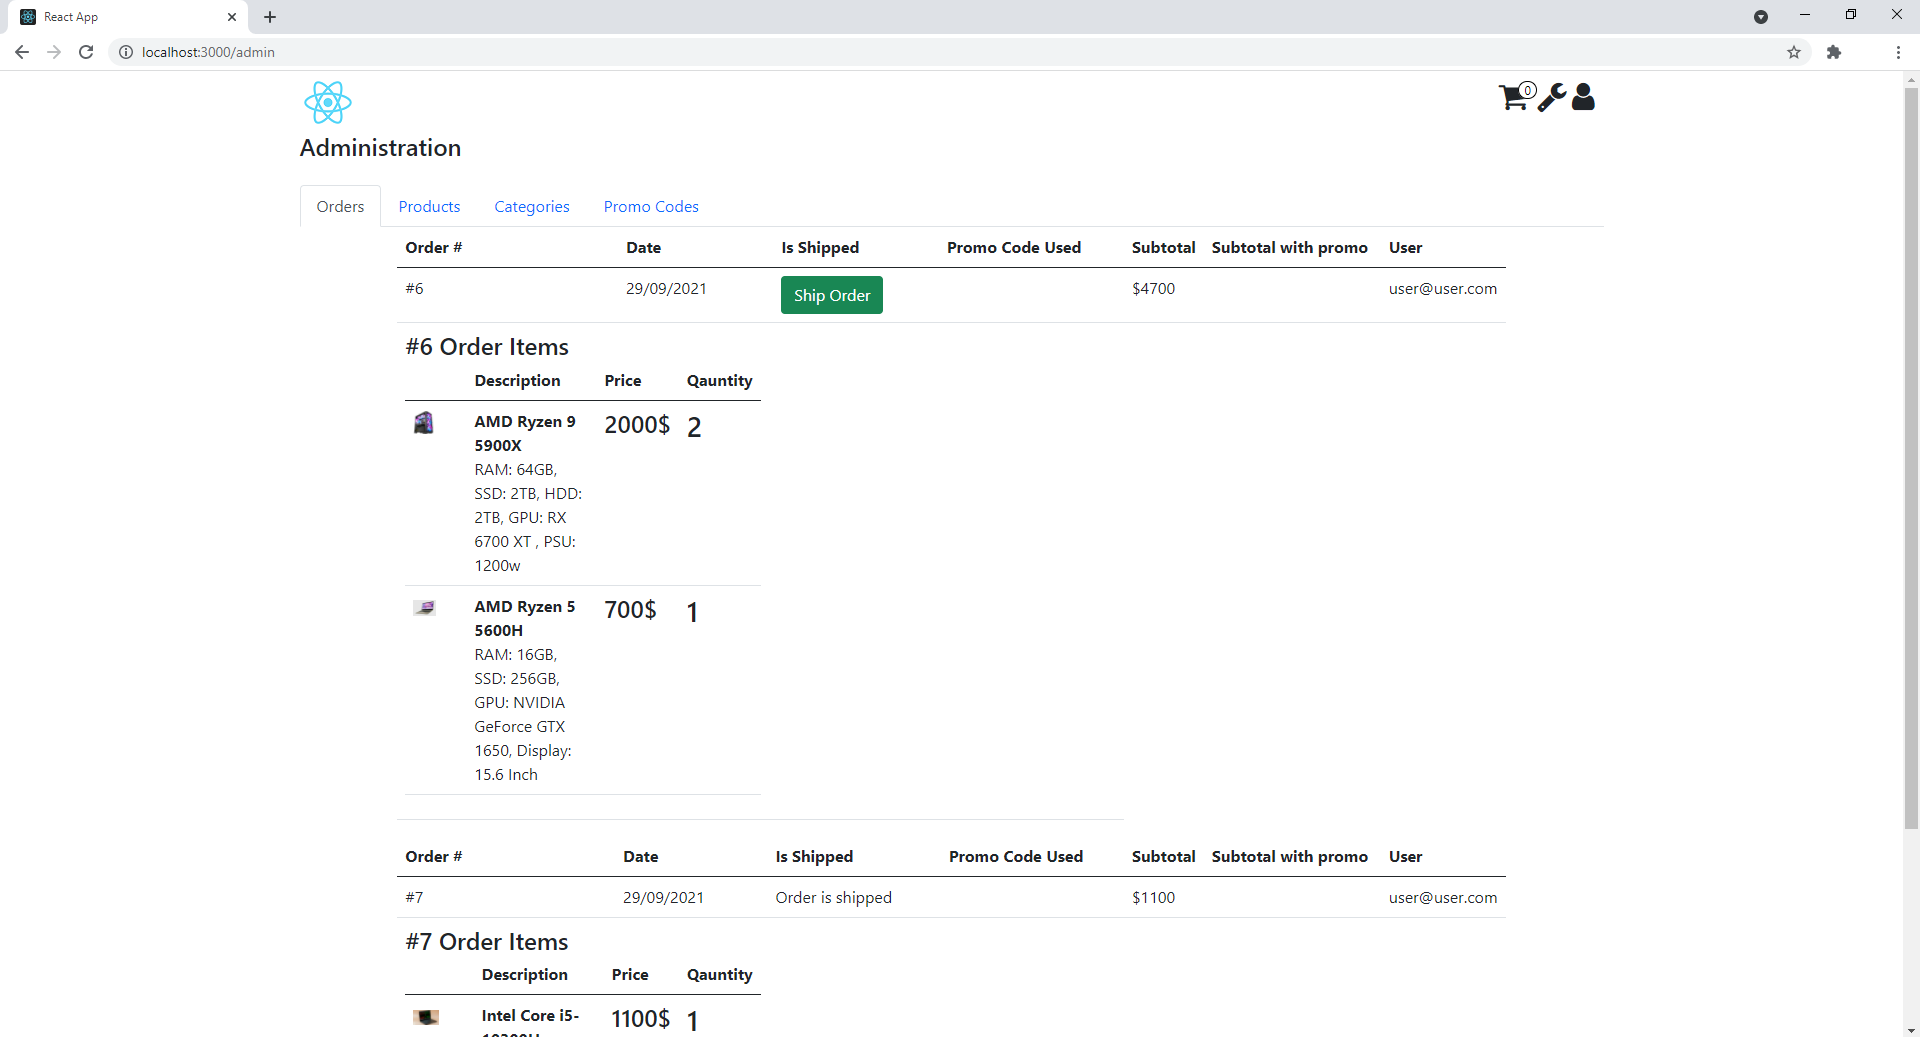 React App
localhost:3000/admin
0
Administration
Orders Products Categories Promo Codes
Order # Date Is Shipped Promo Code Used Subtotal Subtotal with promo User
#6 29/09/2021 Ship Order $4700 user@user.com
#6 Order Items
Description Price Qauntity
AMD Ryzen 9 2000$ 2
5900X
RAM: 64GB,
SSD: 2TB, HDD:
2TB, GPU: RX
6700 XT , PSU:
1200w
AMD Ryzen 5 700$ 1
5600H
RAM: 16GB,
SSD: 256GB,
GPU: NVIDIA
GeForce GTX
1650, Display:
15.6 Inch
Order # Date Is Shipped Promo Code Used Subtotal Subtotal with promo User
#7 29/09/2021 Order is shipped $1100 user@user.com
#7 Order Items
Description Price Qauntity
Intel Core i5- 1100$ 1